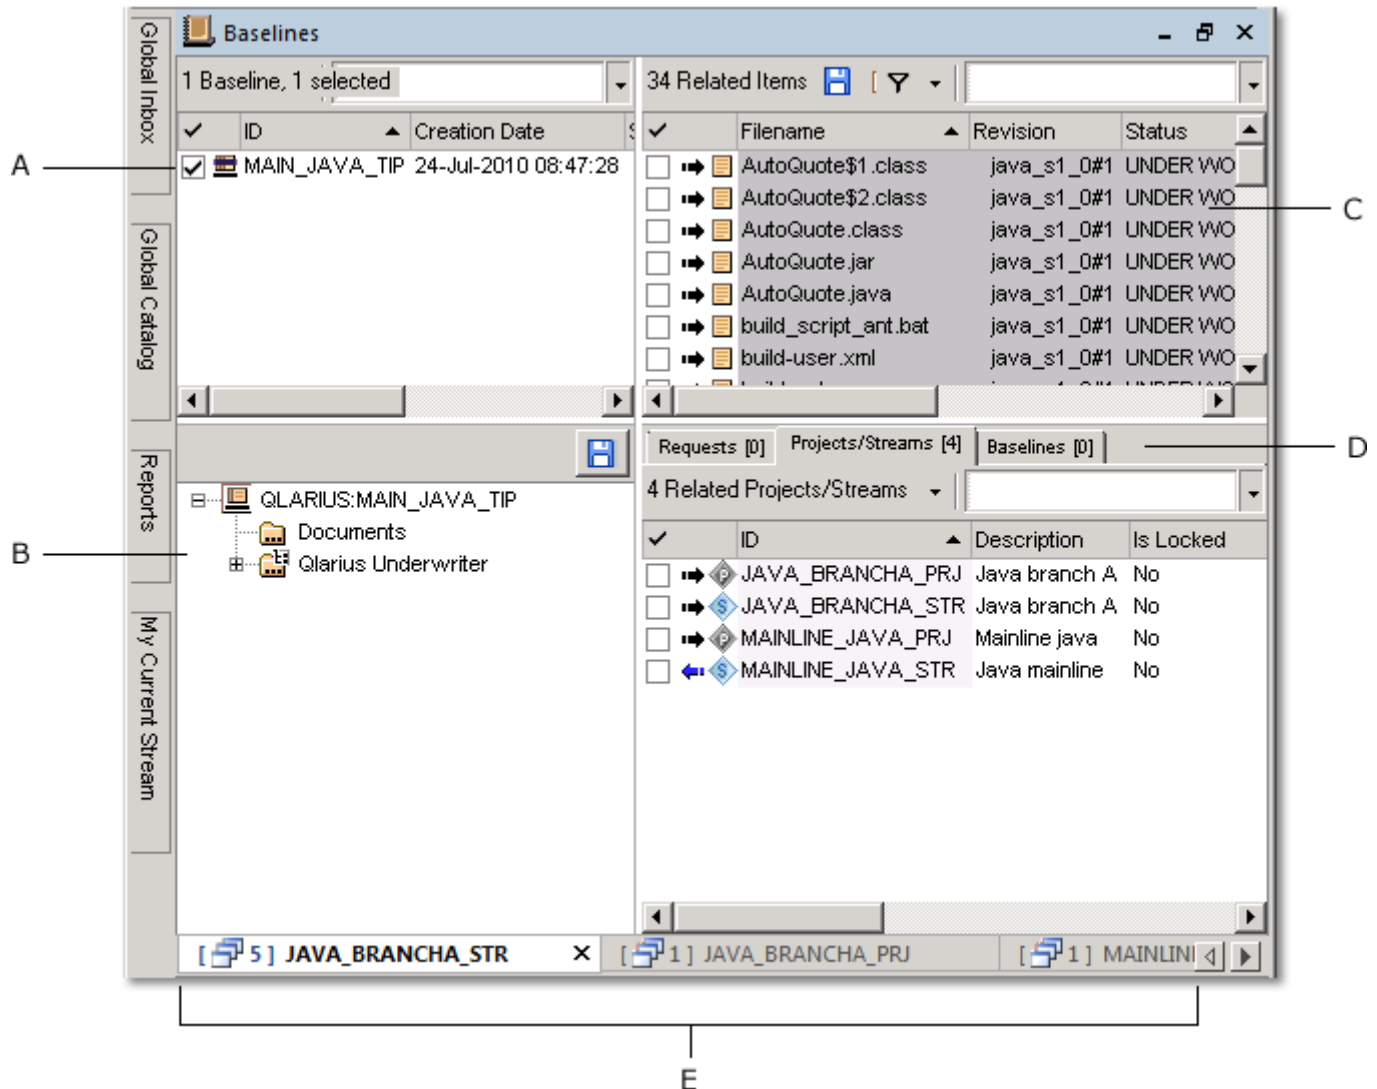 Global Inbox
Global Catalog
Reports
My Current Stream
Baselines
1 Baseline, 1 selected
ID Creation Date
MAIN_JAVA_TIP 24-Jul-2010 08:47:28
34 Related Items
Filename Revision Status
AutoQuote$1.class java_s1_0#1 UNDER WO
AutoQuote$2.class java_s1_0#1 UNDER WO
AutoQuote.class java_s1_0#1 UNDER WO
AutoQuote.jar java_s1_0#1 UNDER WO
AutoQuote.java java_s1_0#1 UNDER WO
build_script_ant.bat java_s1_0#1 UNDER WO
build-user.xml java_s1_0#1 UNDER WO
QLARIUS:MAIN_JAVA_TIP
Documents
Qlarius Underwriter
Requests [0] Projects/Streams [4] Baselines [0]
4 Related Projects/Streams
ID Description Is Locked
P JAVA_BRANCHA_PRJ Java branch A No
S JAVA_BRANCHA_STR Java branch A No
P MAINLINE_JAVA_PRJ Mainline java No
S MAINLINE_JAVA_STR Java mainline No
[ 5 ] JAVA_BRANCHA_STR [ 1 ] JAVA_BRANCHA_PRJ [ 1 ] MAINLIN
A
B
C
D
E